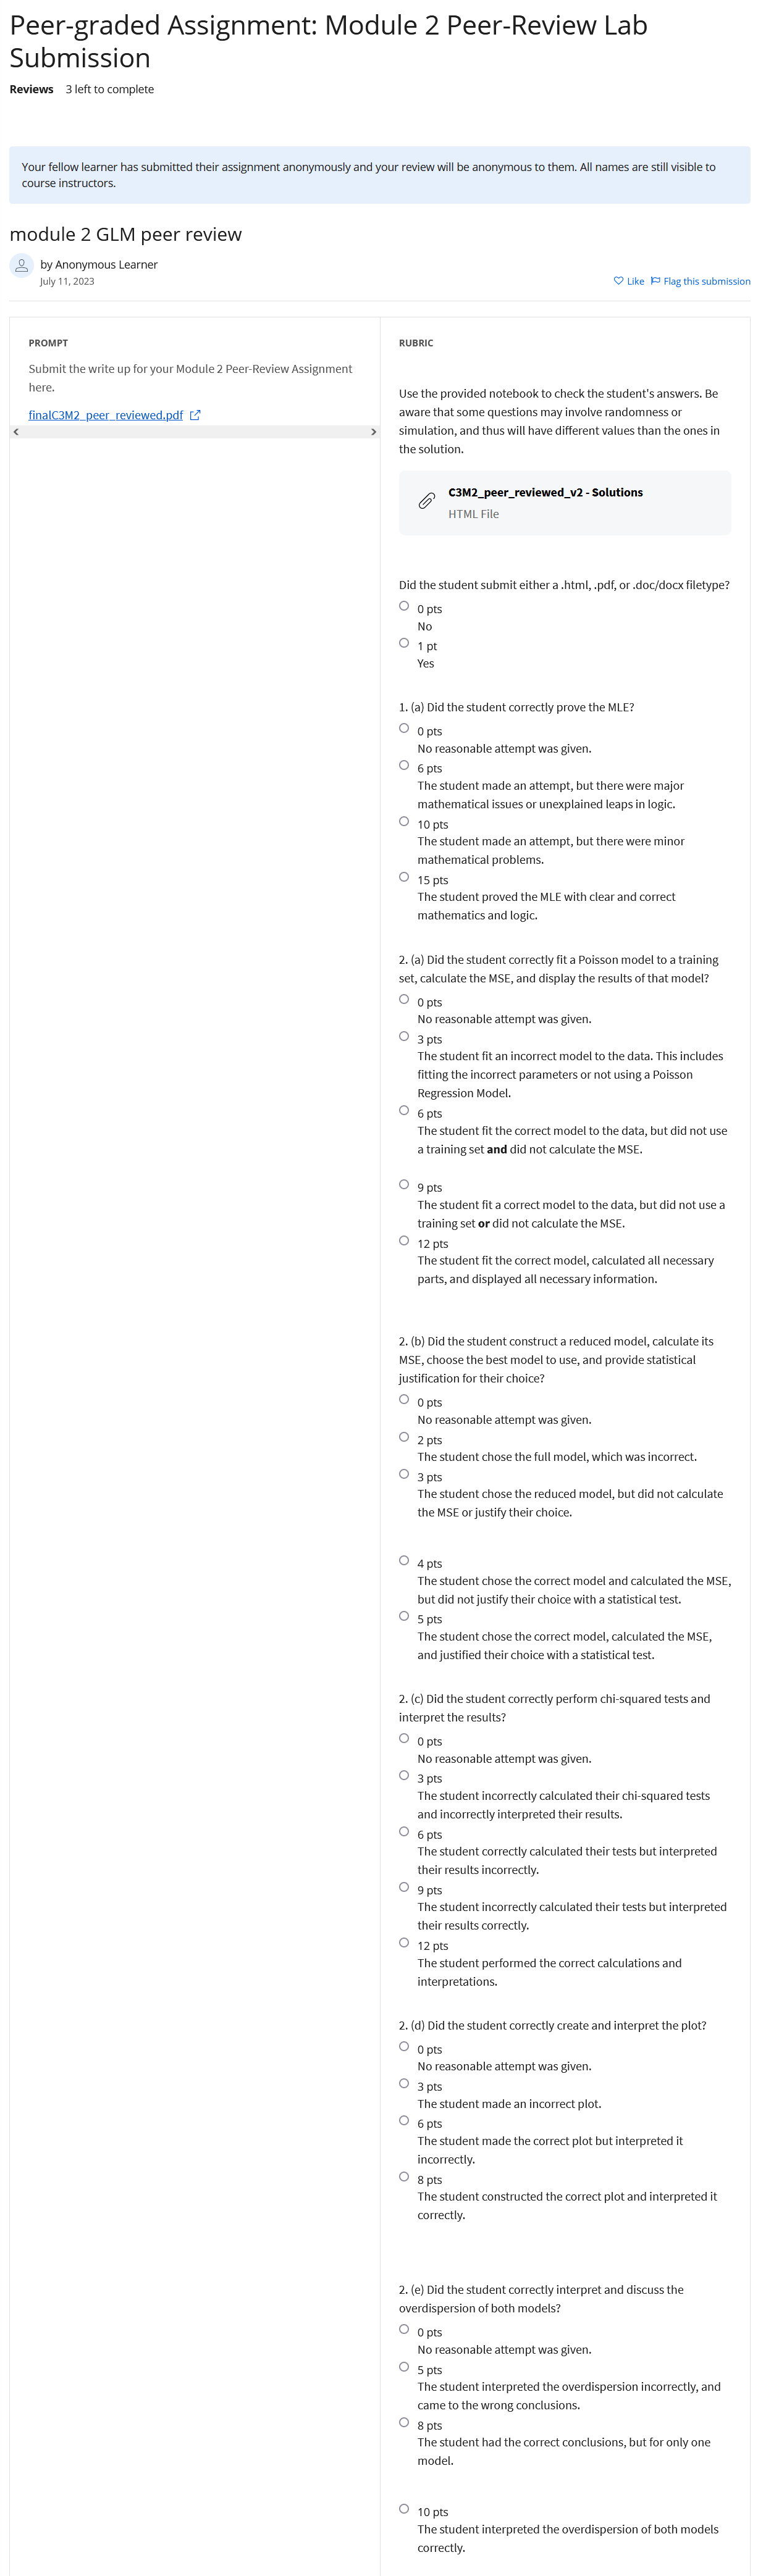 Peer-graded Assignment: Module 2 Peer-Review Lab
Submission
Reviews 3 left to complete
Your fellow learner has submitted their assignment anonymously and your review will be anonymous to them. All names are still visible to
course instructors.
module 2 GLM peer review
by Anonymous Learner
July 11, 2023
Like Flag this submission
PROMPT
Submit the write up for your Module 2 Peer-Review Assignment
here.
finalC3M2_peer_reviewed.pdf
RUBRIC
Use the provided notebook to check the student's answers. Be
aware that some questions may involve randomness or
simulation, and thus will have different values than the ones in
the solution.
C3M2_peer_reviewed_v2 - Solutions
HTML File
Did the student submit either a .html, .pdf, or .doc/docx filetype?
0 pts
No
1 pt
Yes
1. (a) Did the student correctly prove the MLE?
0 pts
No reasonable attempt was given.
6 pts
The student made an attempt, but there were major
mathematical issues or unexplained leaps in logic.
10 pts
The student made an attempt, but there were minor
mathematical problems.
15 pts
The student proved the MLE with clear and correct
mathematics and logic.
2. (a) Did the student correctly fit a Poisson model to a training
set, calculate the MSE, and display the results of that model?
0 pts
No reasonable attempt was given.
3 pts
The student fit an incorrect model to the data. This includes
fitting the incorrect parameters or not using a Poisson
Regression Model.
6 pts
The student fit the correct model to the data, but did not use
a training set and did not calculate the MSE.
9 pts
The student fit a correct model to the data, but did not use a
training set or did not calculate the MSE.
12 pts
The student fit the correct model, calculated all necessary
parts, and displayed all necessary information.
2. (b) Did the student construct a reduced model, calculate its
MSE, choose the best model to use, and provide statistical
justification for their choice?
0 pts
No reasonable attempt was given.
2 pts
The student chose the full model, which was incorrect.
3 pts
The student chose the reduced model, but did not calculate
the MSE or justify their choice.
4 pts
The student chose the correct model and calculated the MSE,
but did not justify their choice with a statistical test.
5 pts
The student chose the correct model, calculated the MSE,
and justified their choice with a statistical test.
2. (c) Did the student correctly perform chi-squared tests and
interpret the results?
0 pts
No reasonable attempt was given.
3 pts
The student incorrectly calculated their chi-squared tests
and incorrectly interpreted their results.
6 pts
The student correctly calculated their tests but interpreted
their results incorrectly.
9 pts
The student incorrectly calculated their tests but interpreted
their results correctly.
12 pts
The student performed the correct calculations and
interpretations.
2. (d) Did the student correctly create and interpret the plot?
0 pts
No reasonable attempt was given.
3 pts
The student made an incorrect plot.
6 pts
The student made the correct plot but interpreted it
incorrectly.
8 pts
The student constructed the correct plot and interpreted it
correctly.
2. (e) Did the student correctly interpret and discuss the
overdispersion of both models?
0 pts
No reasonable attempt was given.
5 pts
The student interpreted the overdispersion incorrectly, and
came to the wrong conclusions.
8 pts
The student had the correct conclusions, but for only one
model.
10 pts
The student interpreted the overdispersion of both models
correctly.